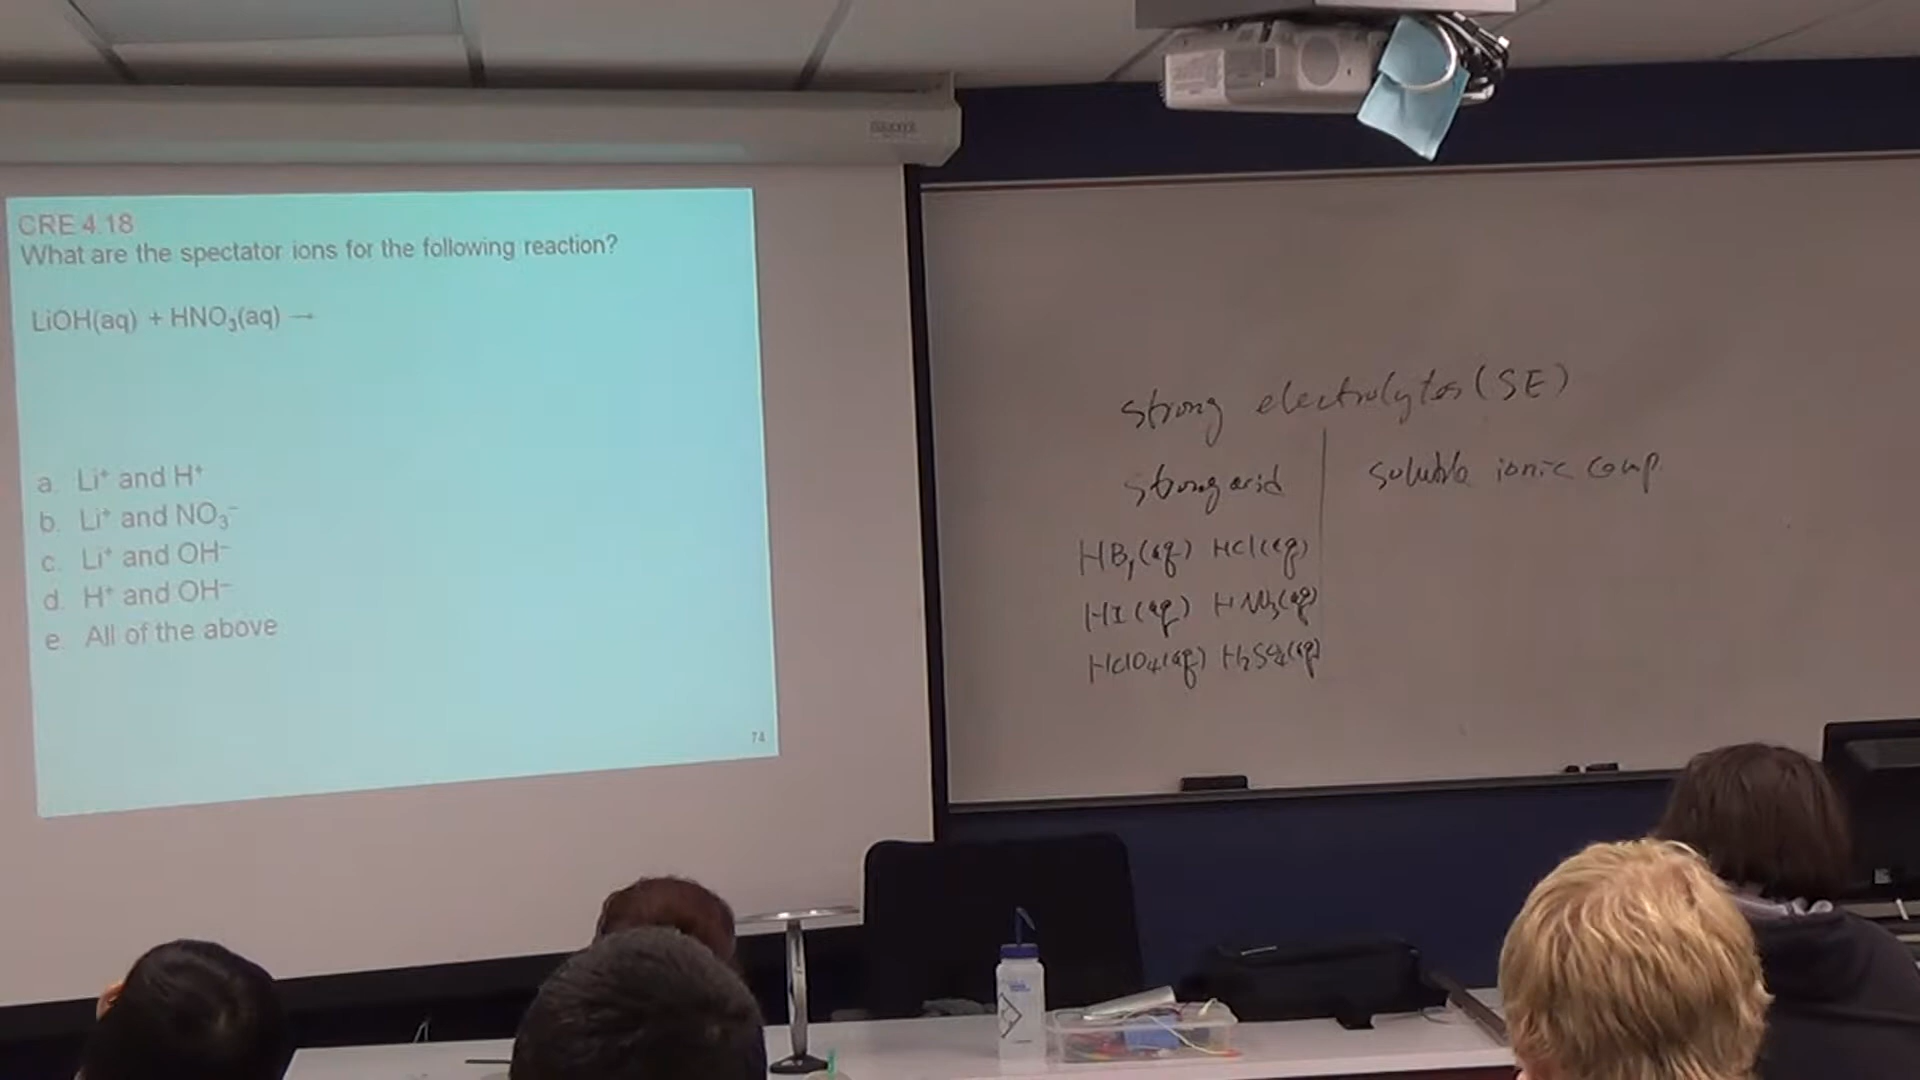 CRE 4.18
What are the spectator ions for the following reaction?
LiOH(aq) + HNO₃(aq) →
a. Li⁺ and H⁺
b. Li⁺ and NO₃⁻
c. Li⁺ and OH⁻
d. H⁺ and OH⁻
e. All of the above
74
strong electrolytes (SE)
strong acid | soluble ionic comp
HBr(aq) HCl(aq)
HI(aq) HNO₃(aq)
HClO₄(aq) H₂SO₄(aq)